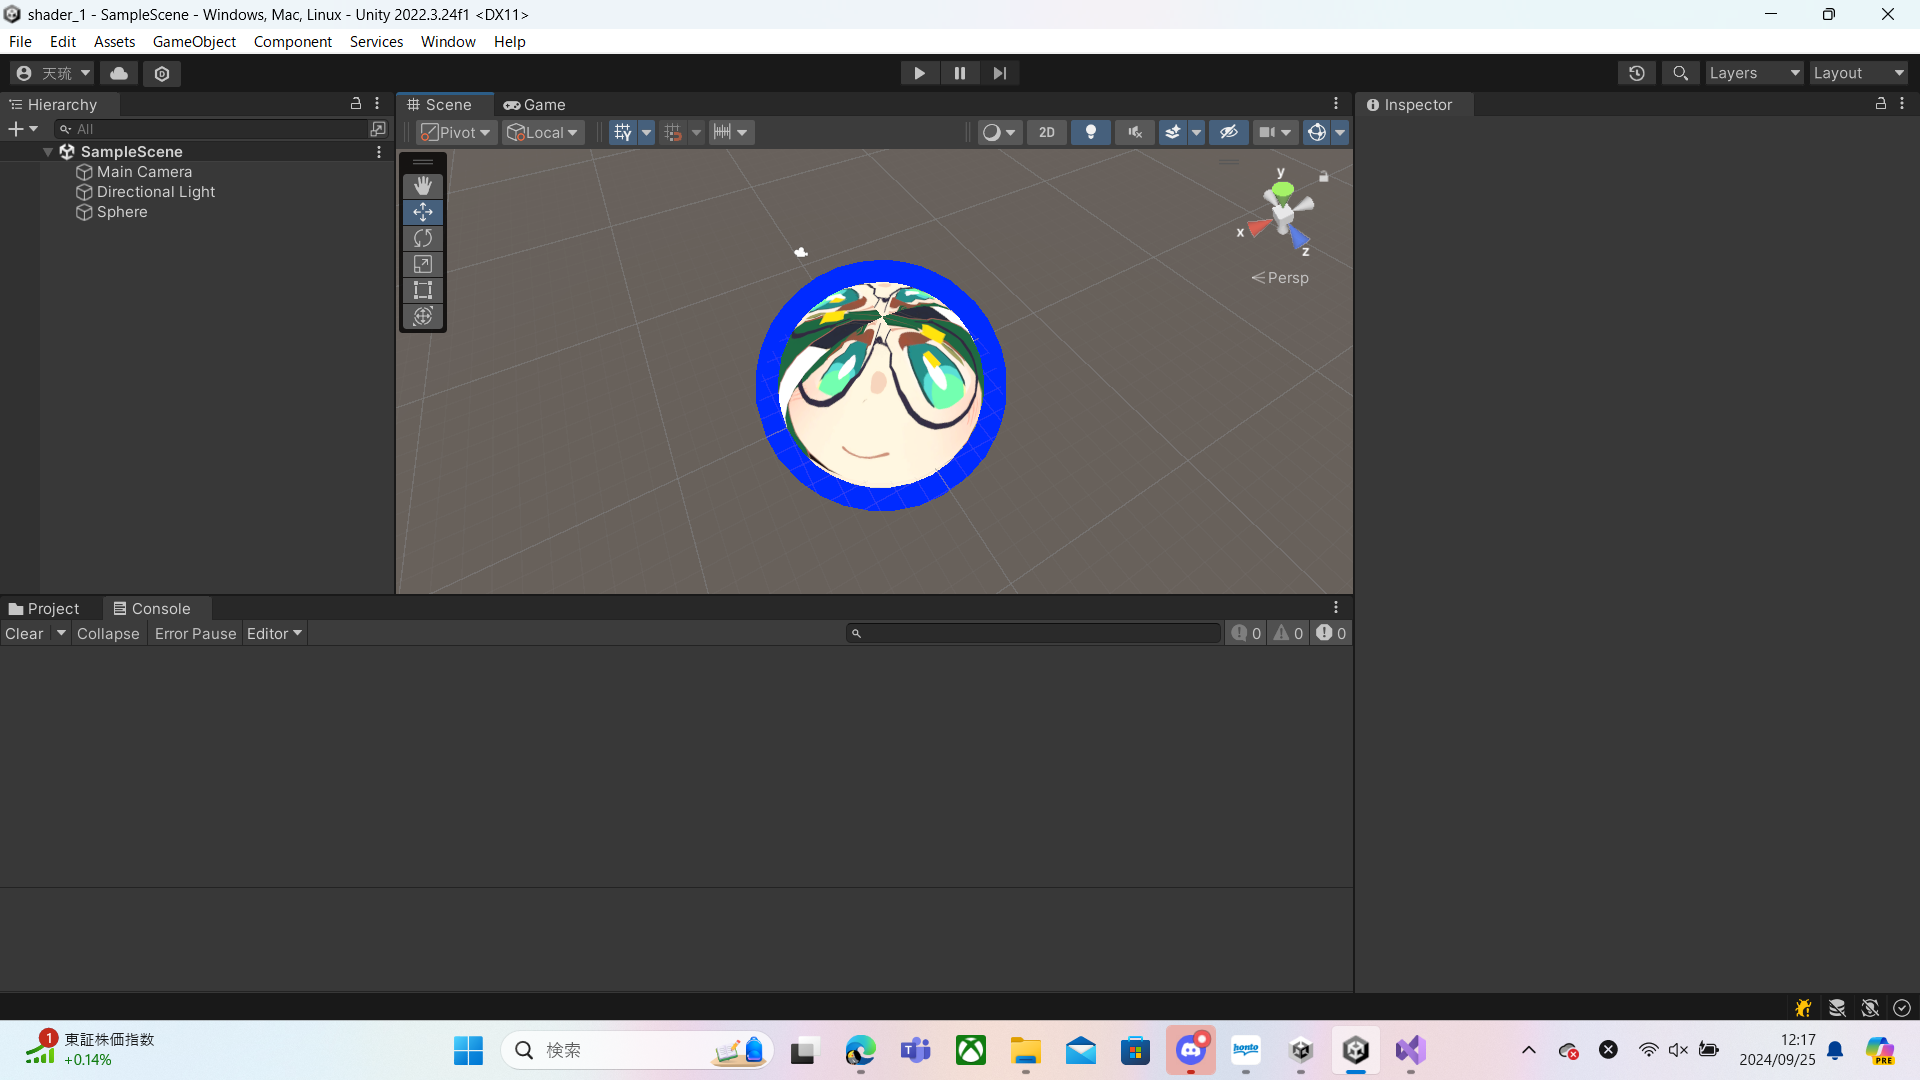 shader_1 - SampleScene - Windows, Mac, Linux - Unity 2022.3.24f1 <DX11>
File Edit Assets GameObject Component Services Window Help
天琉
Layers Layout
Hierarchy
All
SampleScene
Main Camera
Directional Light
Sphere
Scene Game
Pivot Local 2D
y
x
z
Persp
Inspector
Project Console
Clear Collapse Error Pause Editor 0 0 0
1
東証株価指数
+0.14%
検索
honto
12:17
2024/09/25
PRE